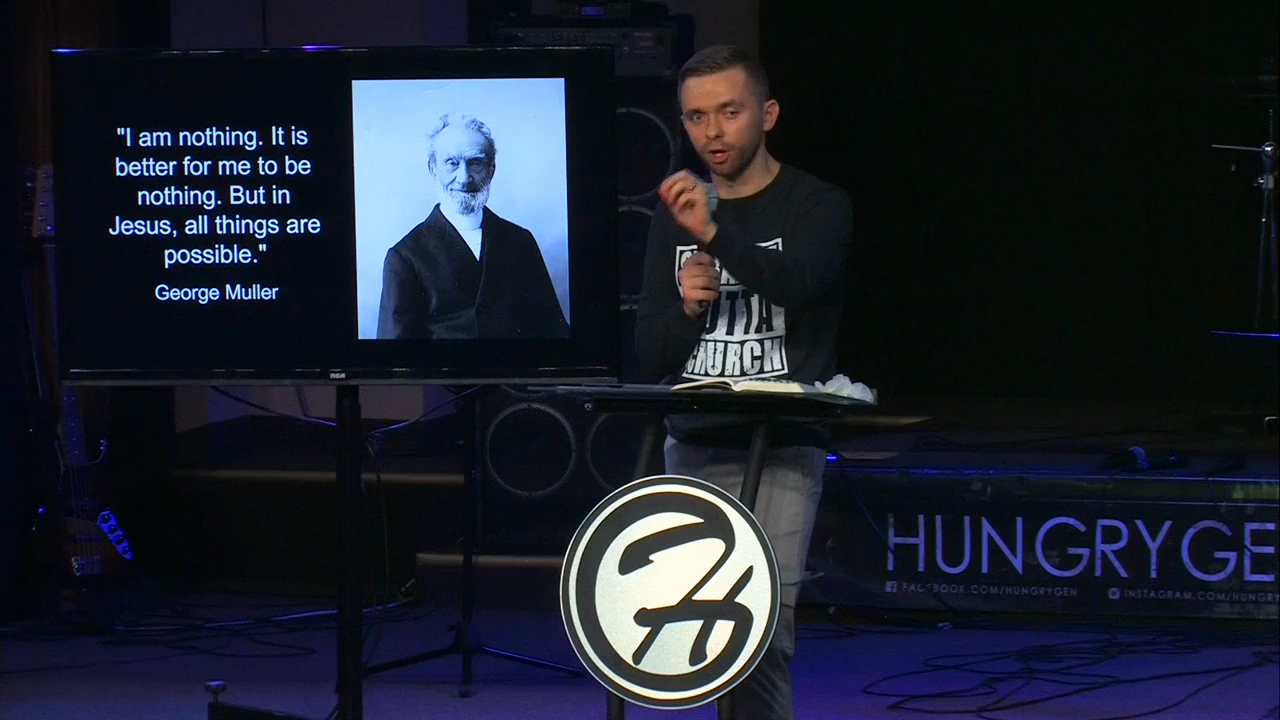 "I am nothing. It is
better for me to be
nothing. But in
Jesus, all things are
possible."
George Muller
RCA
OUTTA
CHURCH
HUNGRYGE
FACEBOOK.COM/HUNGRYGEN
INSTAGRAM.COM/HUNGRY